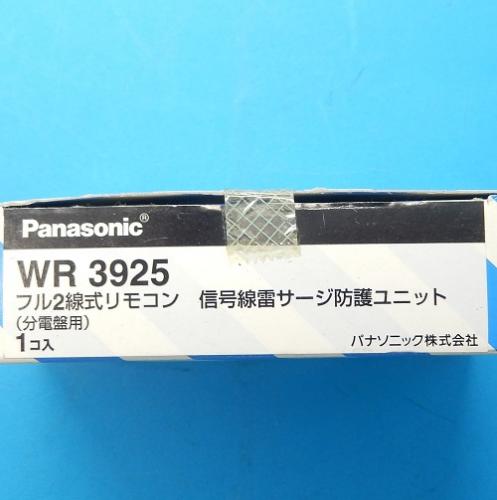 Panasonic®
WR 3925
フル2線式リモコン 信号線雷サージ防護ユニット
(分電盤用)
1コ入
パナソニック株式会社